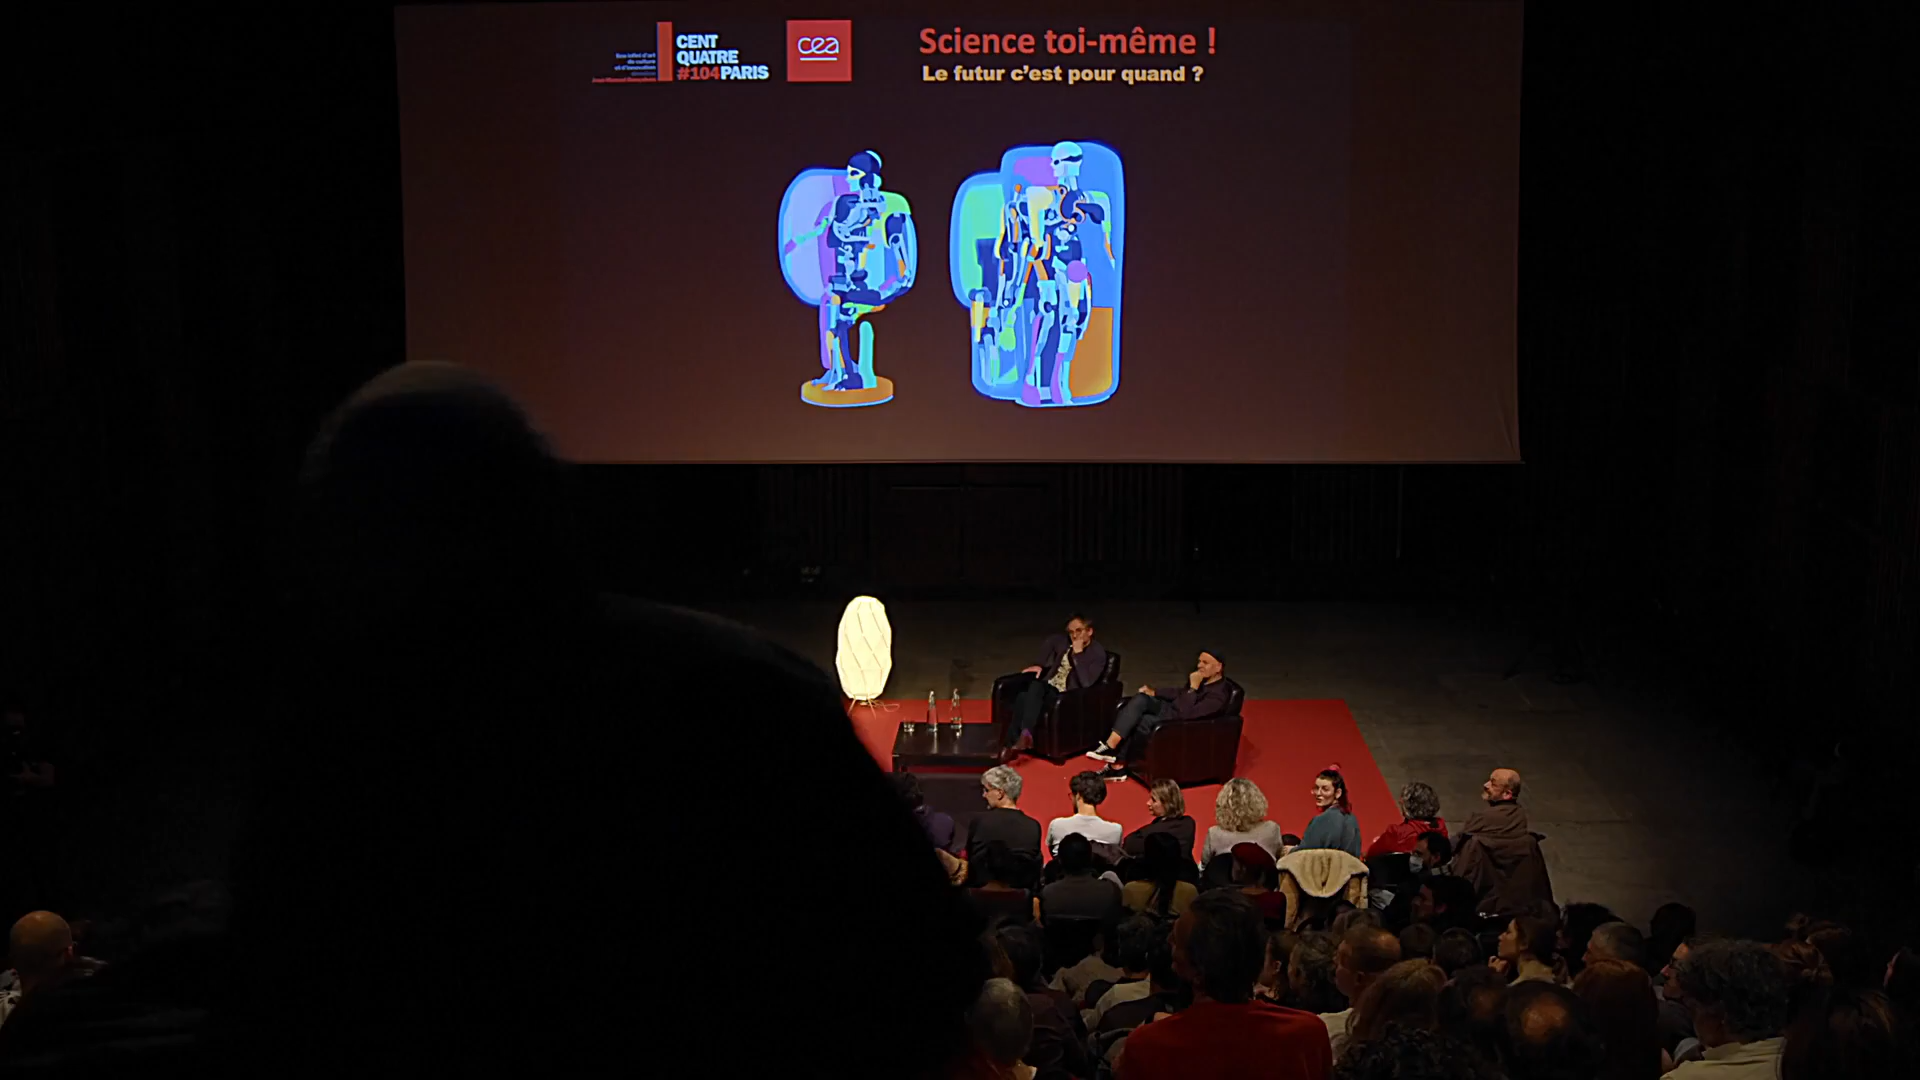 CENT
QUATRE
#104PARIS
cea
Science toi-même !
Le futur c'est pour quand ?